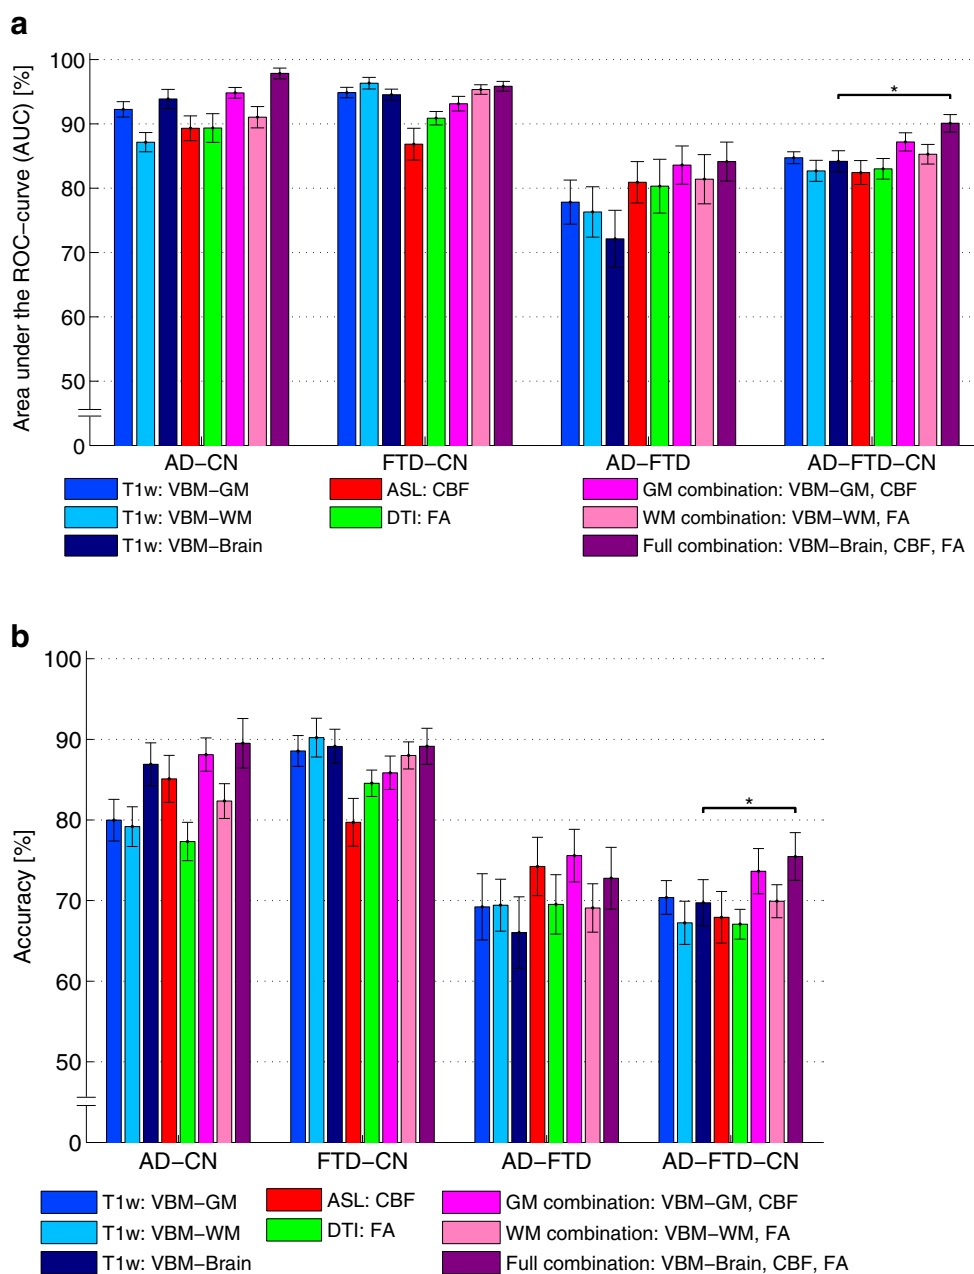 a
Area under the ROC-curve (AUC) [%]
100
90
80
70
60
50
0
*
AD-CN
FTD-CN
AD-FTD
AD-FTD-CN
T1w: VBM-GM
T1w: VBM-WM
T1w: VBM-Brain
ASL: CBF
DTI: FA
GM combination: VBM-GM, CBF
WM combination: VBM-WM, FA
Full combination: VBM-Brain, CBF, FA
b
Accuracy [%]
100
90
80
70
60
50
0
*
AD-CN
FTD-CN
AD-FTD
AD-FTD-CN
T1w: VBM-GM
T1w: VBM-WM
T1w: VBM-Brain
ASL: CBF
DTI: FA
GM combination: VBM-GM, CBF
WM combination: VBM-WM, FA
Full combination: VBM-Brain, CBF, FA